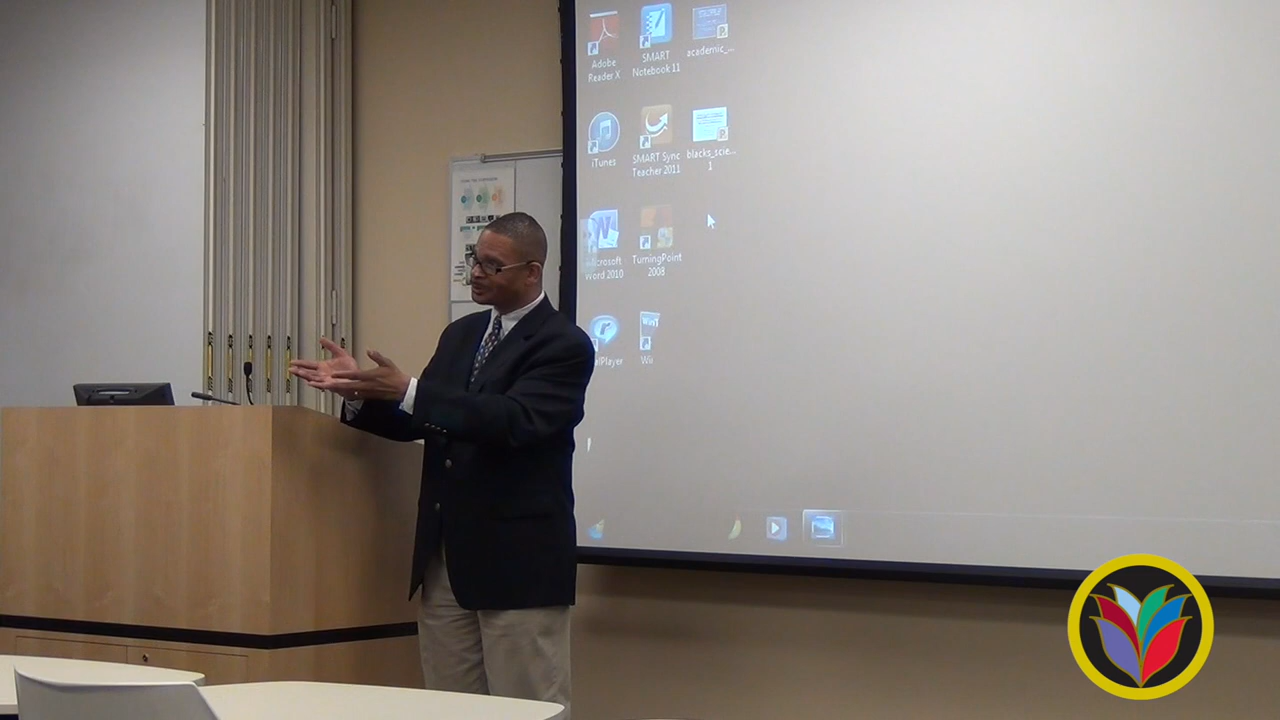 Adobe
Reader X
SMART
Notebook 11
academic_...
iTunes
SMART Sync
Teacher 2011
blacks_scie...
1
Microsoft
Word 2010
TurningPoint
2008
alPlayer
Wii